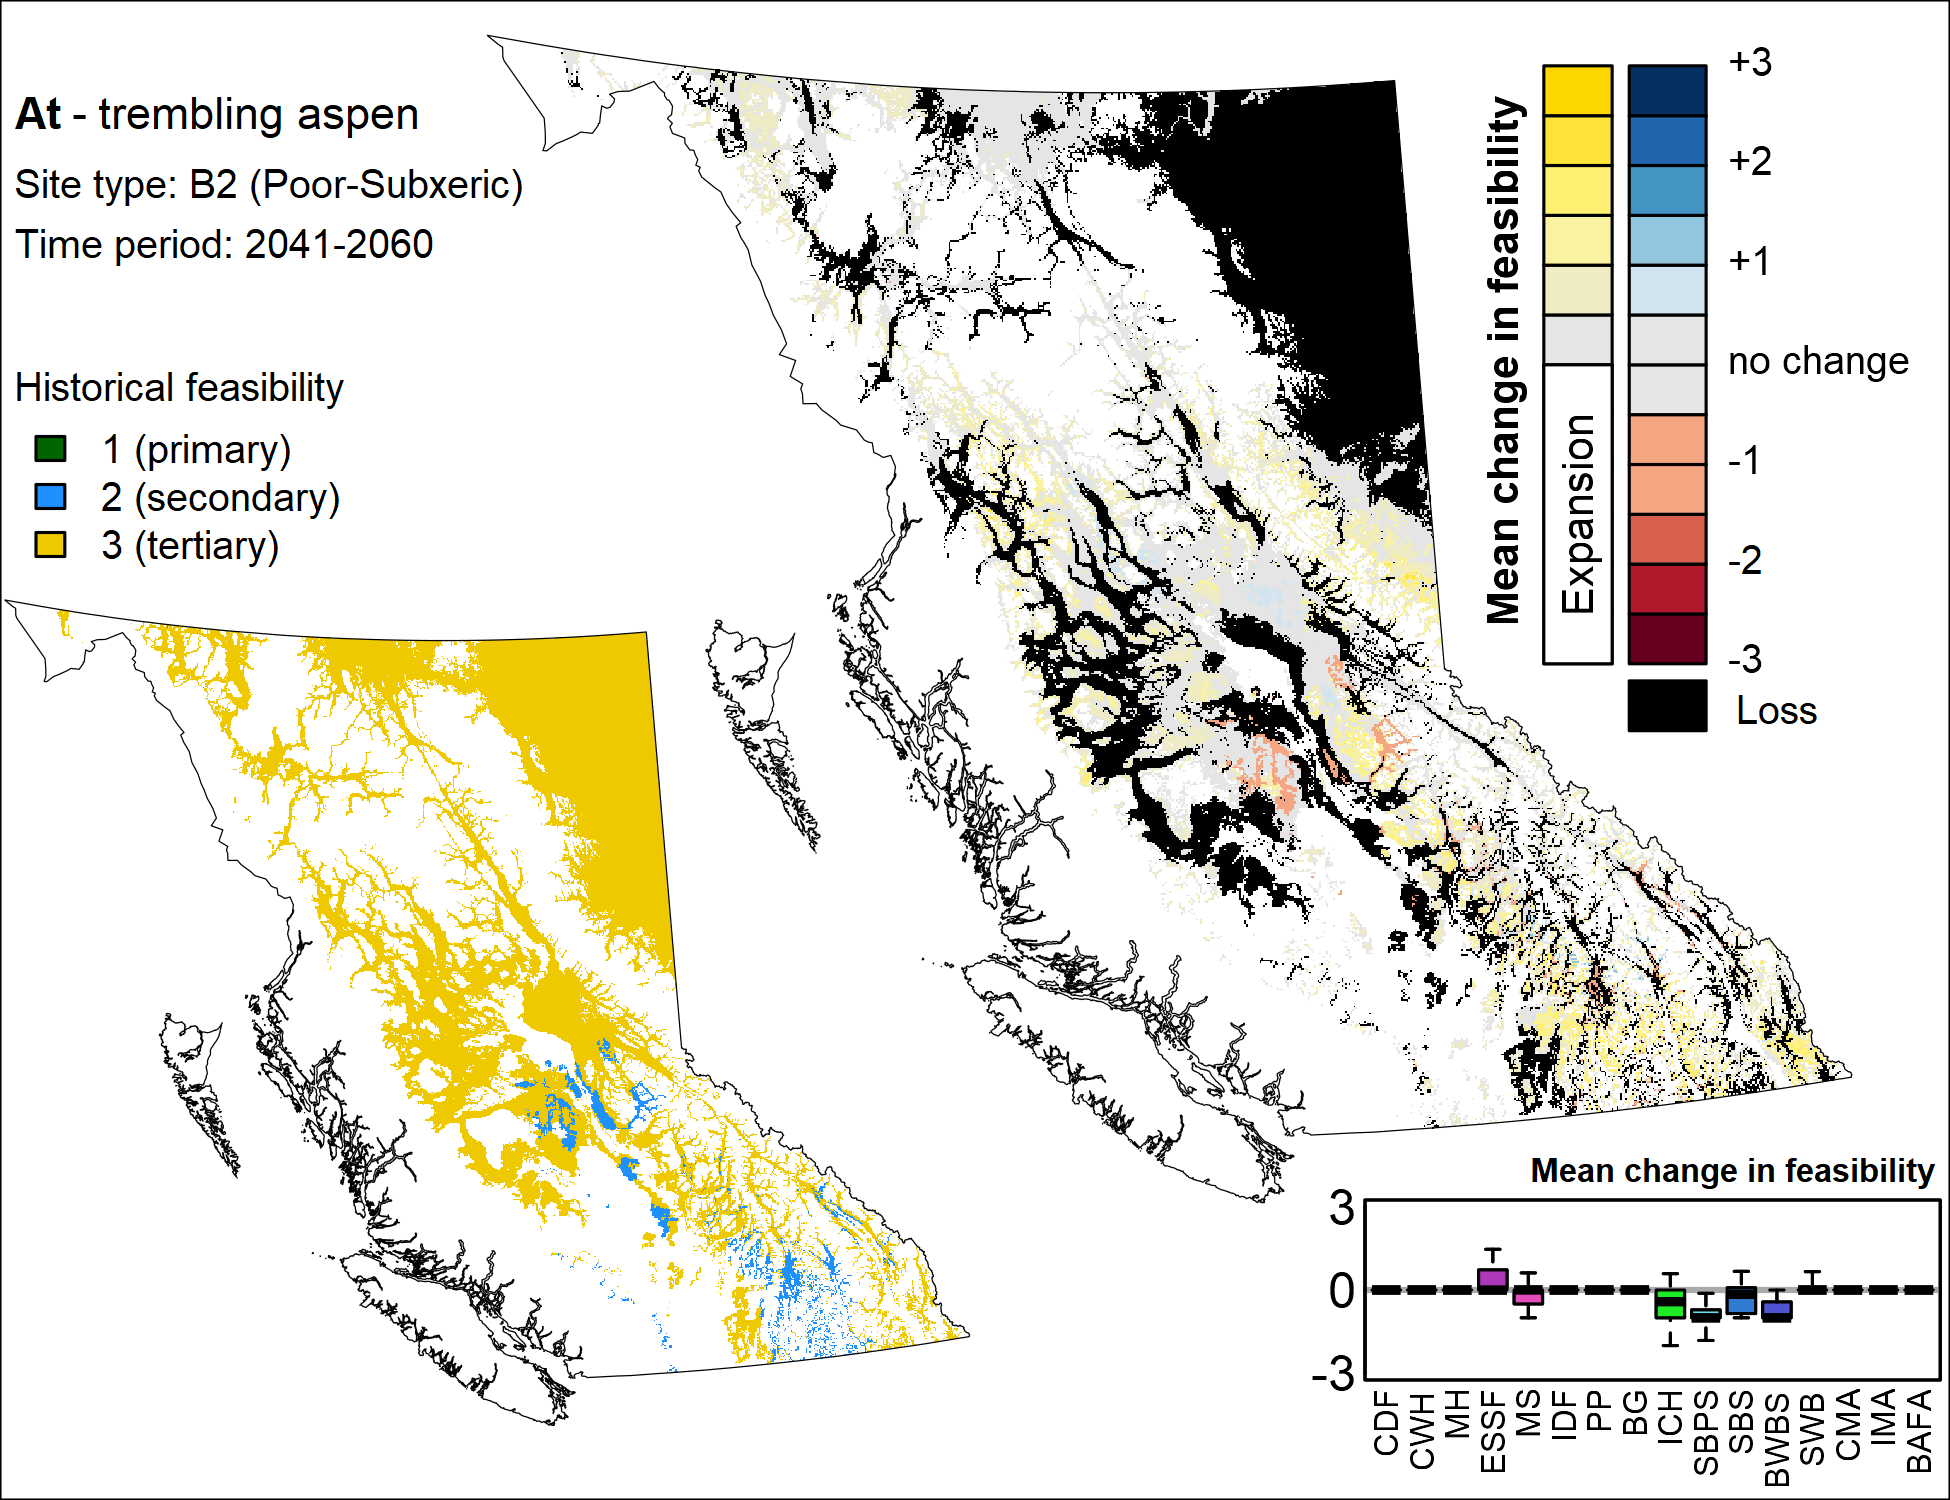 At - trembling aspen
Site type: B2 (Poor-Subxeric)
Time period: 2041-2060
Historical feasibility
1 (primary)
2 (secondary)
3 (tertiary)
Mean change in feasibility
Expansion
+3
+2
+1
no change
-1
-2
-3
Loss
Mean change in feasibility
3
0
-3
CDF
CWH
MH
ESSF
MS
IDF
PP
BG
ICH
SBPS
SBS
BWBS
SWB
CMA
IMA
BAFA